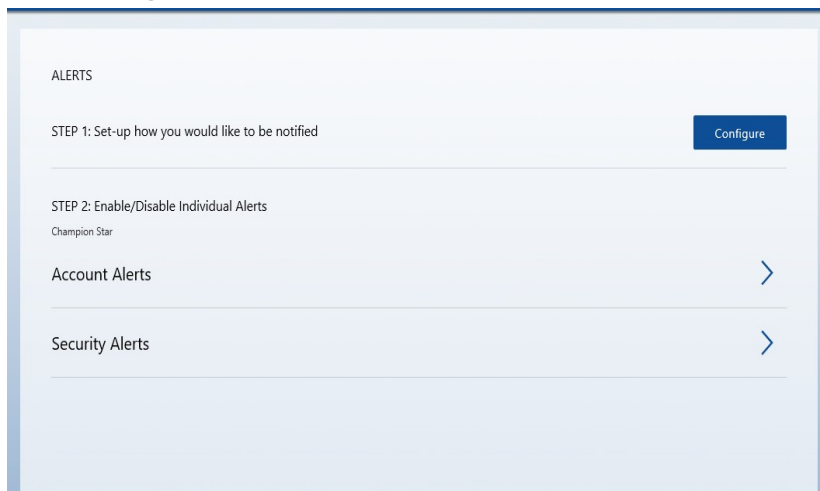 ALERTS
STEP 1: Set-up how you would like to be notified
Configure
STEP 2: Enable/Disable Individual Alerts
Champion Star
Account Alerts
Security Alerts